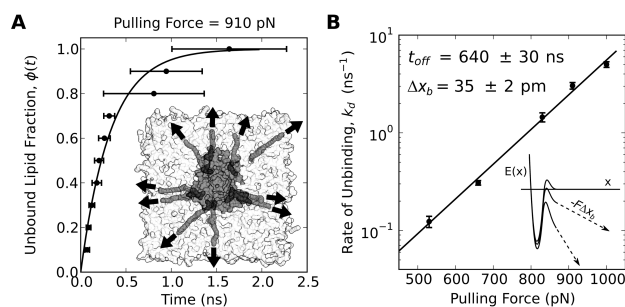 A
Pulling Force = 910 pN
Unbound Lipid Fraction, ϕ(t)
1.0
0.8
0.6
0.4
0.2
0.0
0.0 0.5 1.0 1.5 2.0 2.5
Time (ns)
B
t_off = 640 ± 30 ns
Δx_b = 35 ± 2 pm
Rate of Unbinding, k_d (ns⁻¹)
10¹
10⁰
10⁻¹
E(x)
x
-FΔx_b
500 600 700 800 900 1000
Pulling Force (pN)